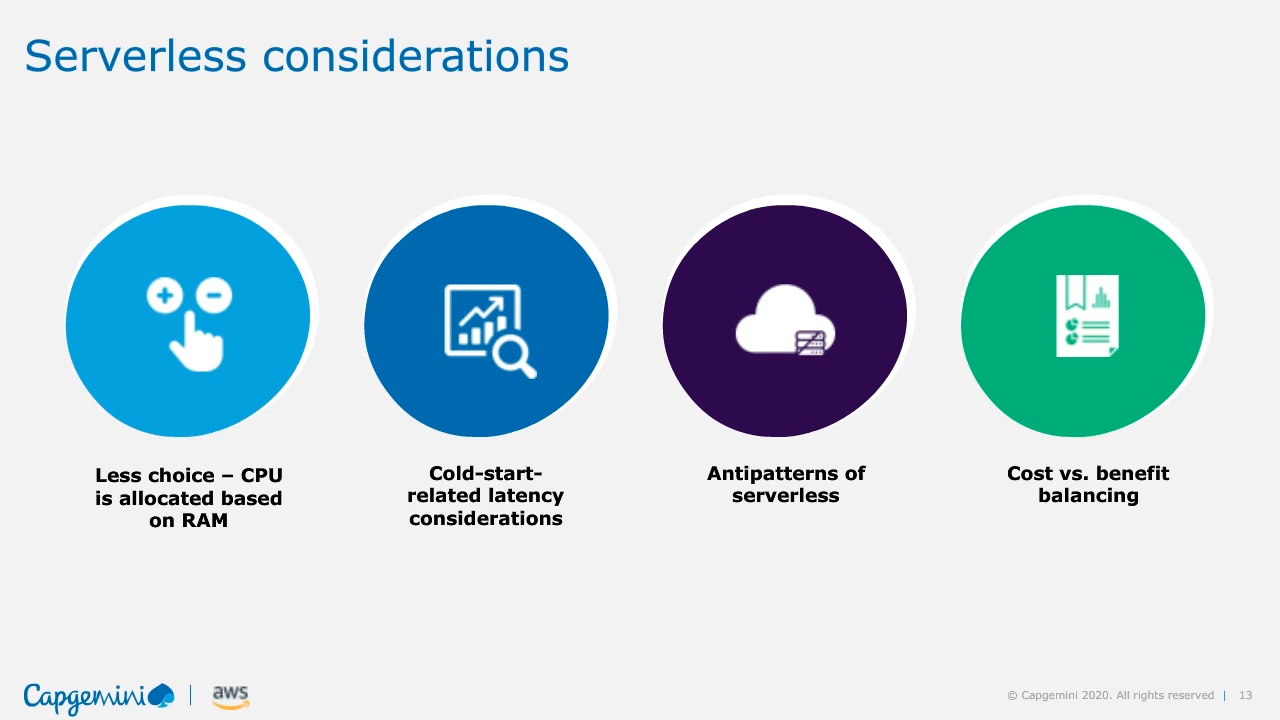 Serverless considerations
Less choice – CPU
is allocated based
on RAM
Cold-start-
related latency
considerations
Antipatterns of
serverless
Cost vs. benefit
balancing
Capgemini
aws
© Capgemini 2020. All rights reserved | 13